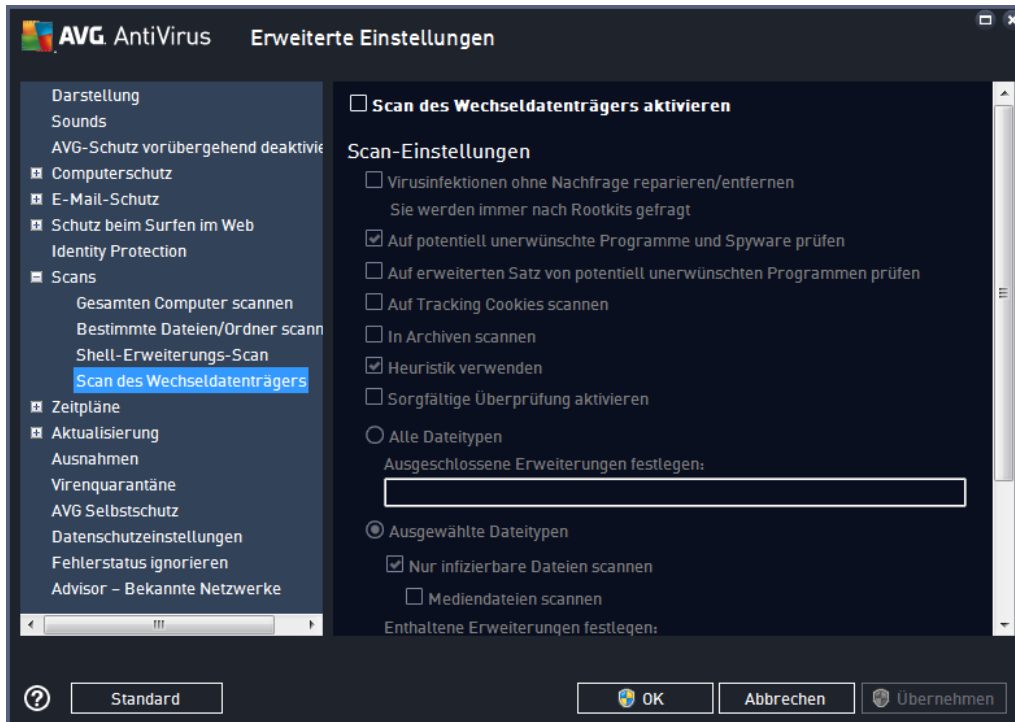 AVG. AntiVirus Erweiterte Einstellungen
Darstellung
Sounds
AVG-Schutz vorübergehend deaktivie
Computerschutz
E-Mail-Schutz
Schutz beim Surfen im Web
Identity Protection
Scans
Gesamten Computer scannen
Bestimmte Dateien/Ordner scann
Shell-Erweiterungs-Scan
Scan des Wechseldatenträgers
Zeitpläne
Aktualisierung
Ausnahmen
Virenquarantäne
AVG Selbstschutz
Datenschutzeinstellungen
Fehlerstatus ignorieren
Advisor – Bekannte Netzwerke
Scan des Wechseldatenträgers aktivieren
Scan-Einstellungen
Virusinfektionen ohne Nachfrage reparieren/entfernen
Sie werden immer nach Rootkits gefragt
Auf potentiell unerwünschte Programme und Spyware prüfen
Auf erweiterten Satz von potentiell unerwünschten Programmen prüfen
Auf Tracking Cookies scannen
In Archiven scannen
Heuristik verwenden
Sorgfältige Überprüfung aktivieren
Alle Dateitypen
Ausgeschlossene Erweiterungen festlegen:
Ausgewählte Dateitypen
Nur infizierbare Dateien scannen
Mediendateien scannen
Enthaltene Erweiterungen festlegen:
? Standard OK Abbrechen Übernehmen